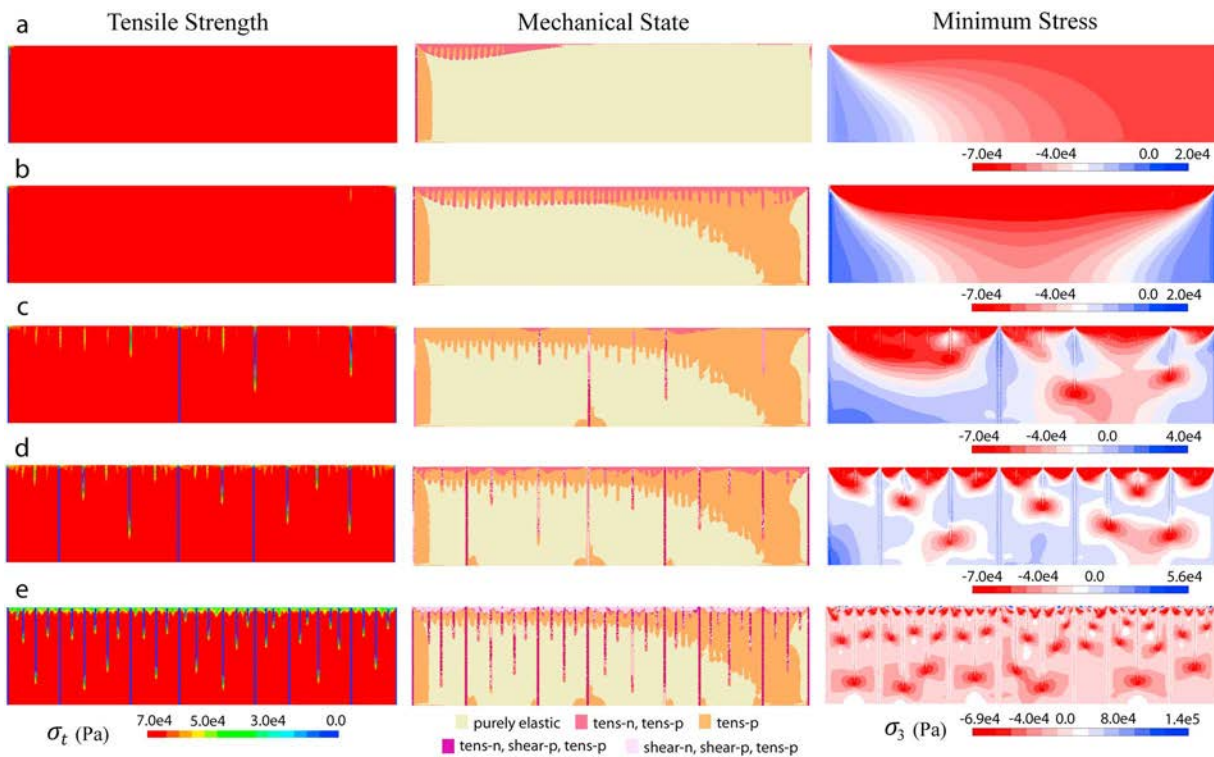 a
Tensile Strength
Mechanical State
Minimum Stress
-7.0e4 -4.0e4 0.0 2.0e4
b
-7.0e4 -4.0e4 0.0 2.0e4
c
-7.0e4 -4.0e4 0.0 4.0e4
d
-7.0e4 -4.0e4 0.0 5.6e4
e
σt (Pa)
7.0e4 5.0e4 3.0e4 0.0
purely elastic tens-n, tens-p tens-p
tens-n, shear-p, tens-p shear-n, shear-p, tens-p
σ3 (Pa)
-6.9e4 -4.0e4 0.0 8.0e4 1.4e5